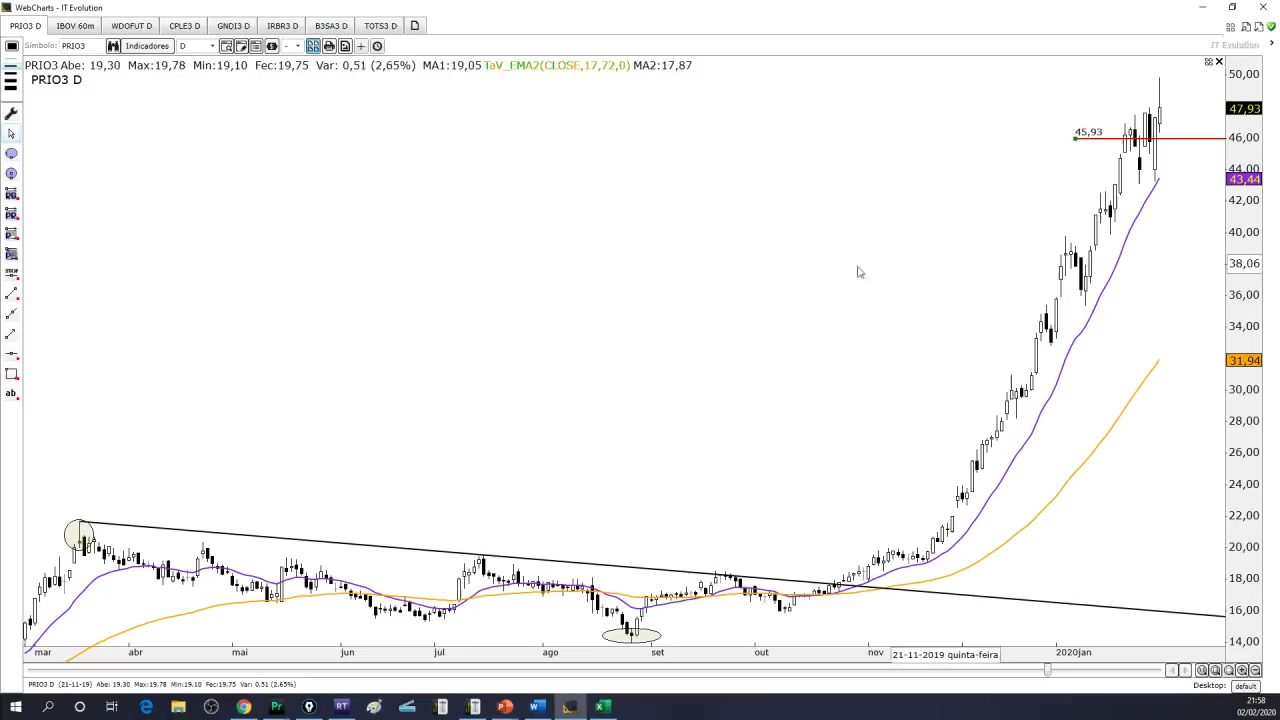 WebCharts - IT Evolution
PRIO3 D IBOV 60m WDOFUT D CPLE3 D GNDI3 D IRBR3 D B3SA3 D TOTS3 D
Símbolo: PRIO3 Indicadores D -
IT Evolution
PRIO3 Abe: 19,30 Max:19,78 Min:19,10 Fec:19,75 Var: 0,51 (2,65%) MA1:19,05 TaV_EMA2(CLOSE,17,72,0) MA2:17,87
PRIO3 D
50,00
47,93
45,93
46,00
44,00
43,44
42,00
40,00
38,06
36,00
34,00
31,94
30,00
28,00
26,00
24,00
22,00
20,00
18,00
16,00
14,00
ab
mar abr mai jun jul ago set out nov 21-11-2019 quinta-feira 2020jan
PRIO3 D (21-11-19) Abe: 19,30 Max:19,78 Min:19,10 Fec:19,75 Var: 0,51 (2,65%)
Desktop: default
21:58
02/02/2020